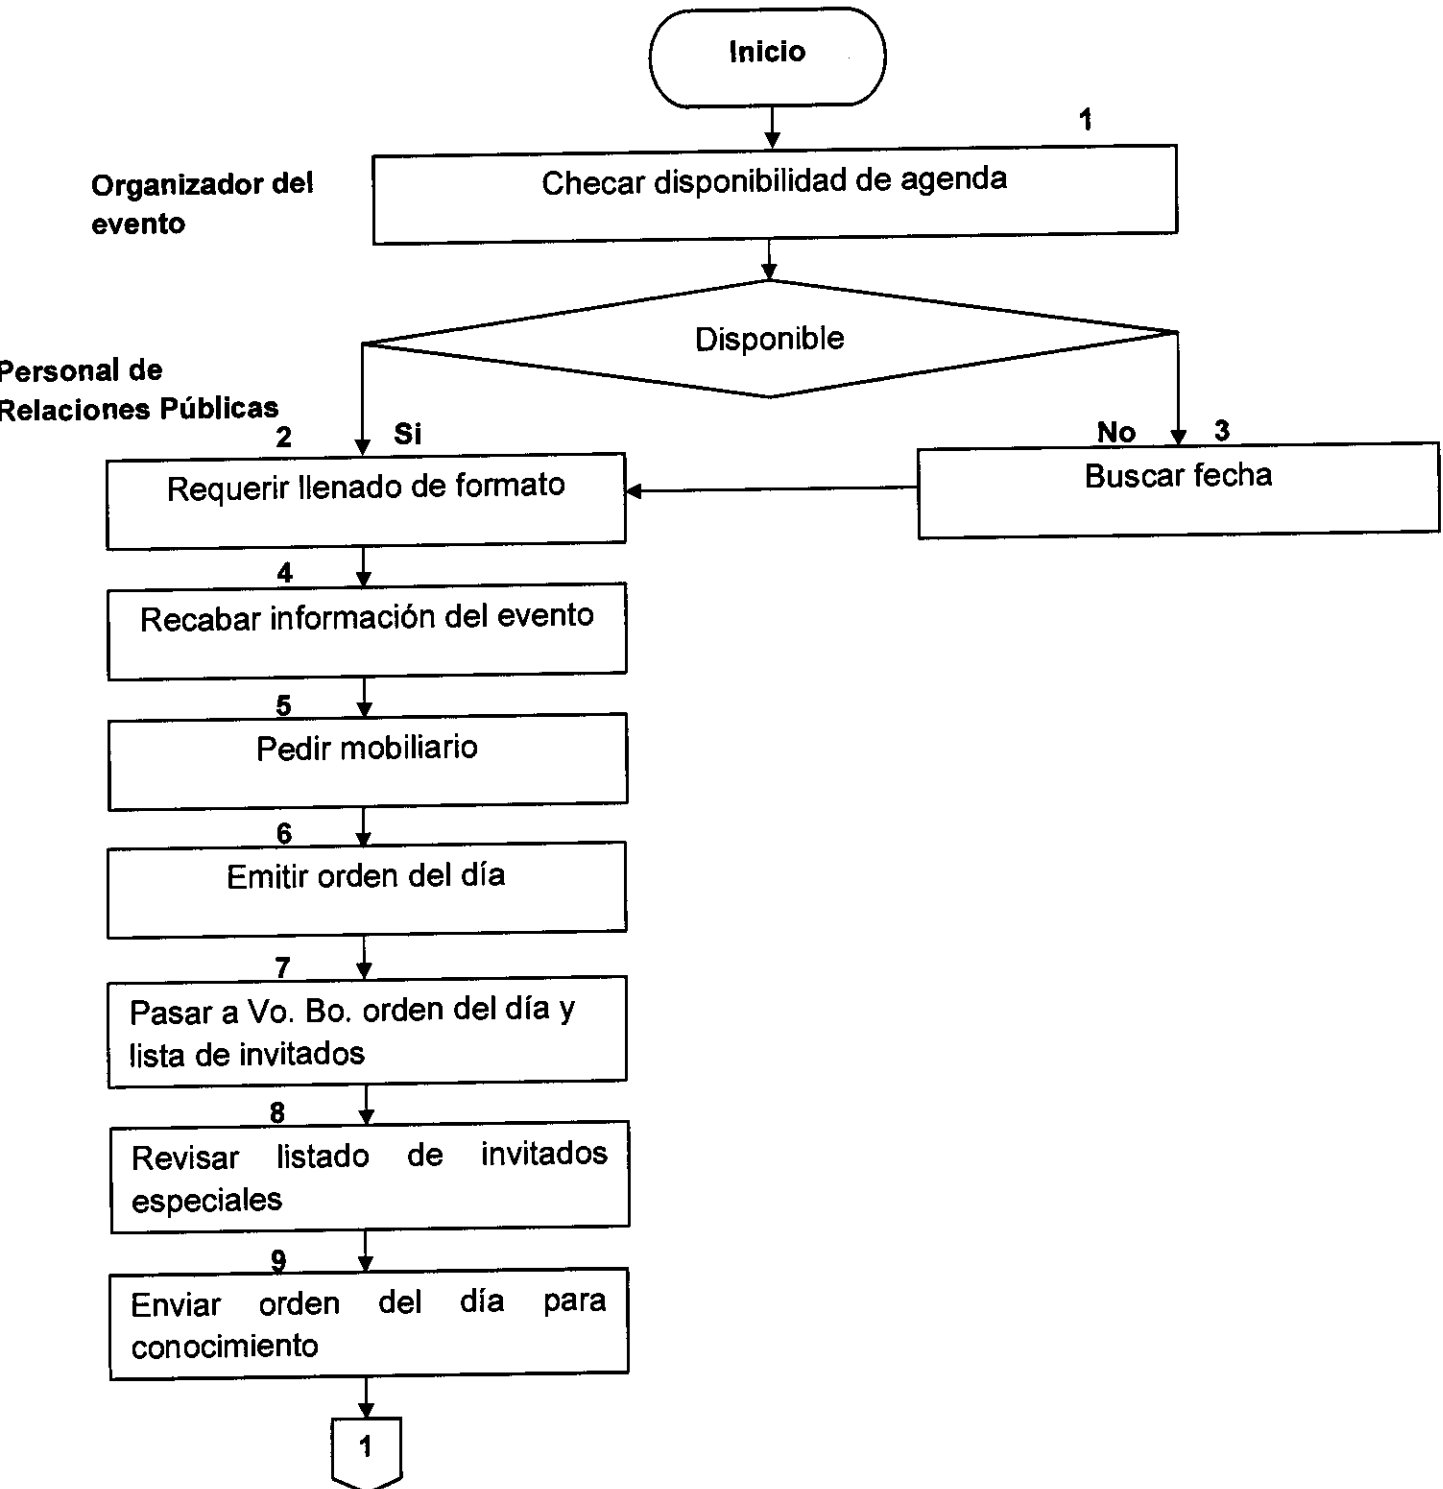 Inicio
1
Organizador del
evento
Checar disponibilidad de agenda
Disponible
Personal de
Relaciones Públicas
2
Si
No
3
Requerir llenado de formato
Buscar fecha
4
Recabar información del evento
5
Pedir mobiliario
6
Emitir orden del día
7
Pasar a Vo. Bo. orden del día y
lista de invitados
8
Revisar listado de invitados
especiales
9
Enviar orden del día para
conocimiento
1